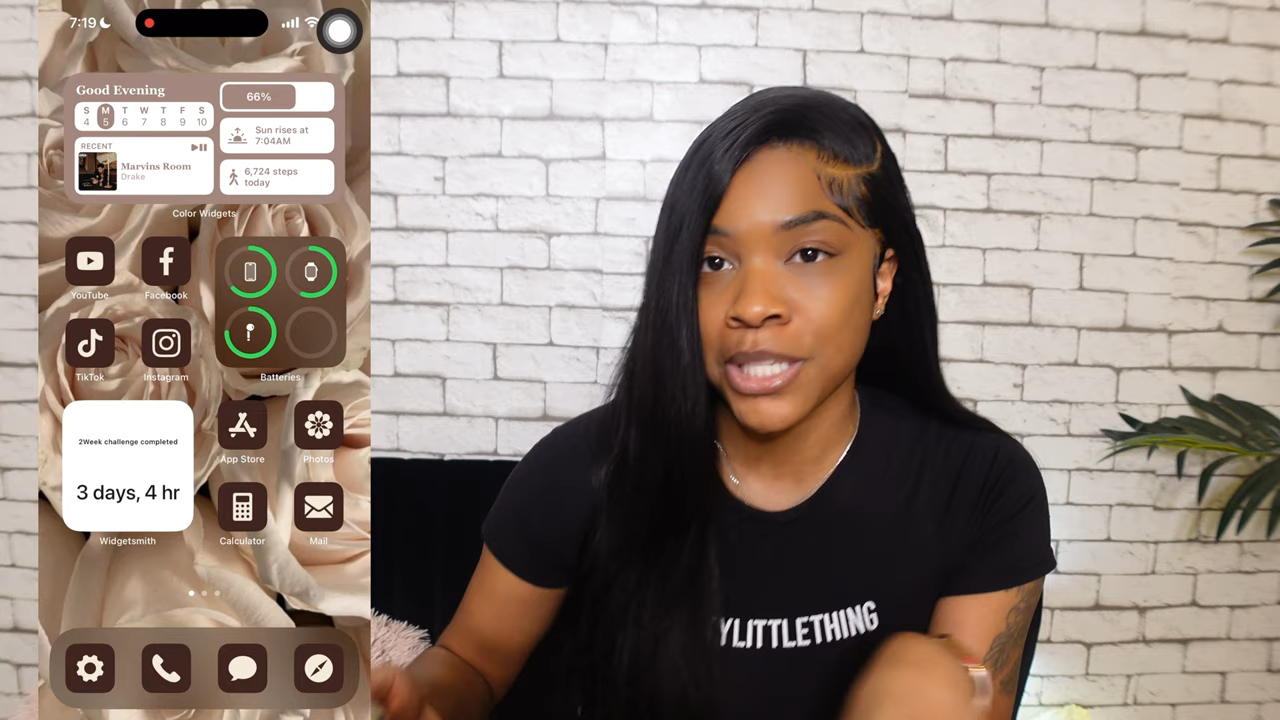 7:19
Good Evening
S M T W T F S
4 5 6 7 8 9 10
66%
Sun rises at
7:04AM
RECENT
Marvins Room
Drake
6,724 steps
today
Color Widgets
YouTube
Facebook
TikTok
Instagram
Batteries
2Week challenge completed
3 days, 4 hr
App Store
Photos
Widgetsmith
Calculator
Mail
YLITTLETHING